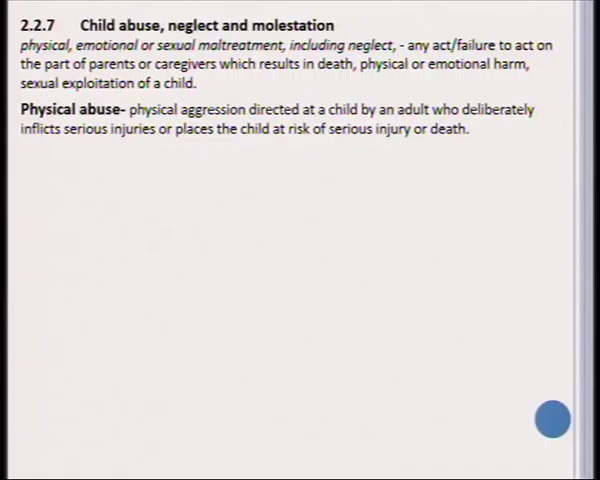 2.2.7 Child abuse, neglect and molestation
physical, emotional or sexual maltreatment, including neglect, - any act/failure to act on
the part of parents or caregivers which results in death, physical or emotional harm,
sexual exploitation of a child.
Physical abuse- physical aggression directed at a child by an adult who deliberately
inflicts serious injuries or places the child at risk of serious injury or death.